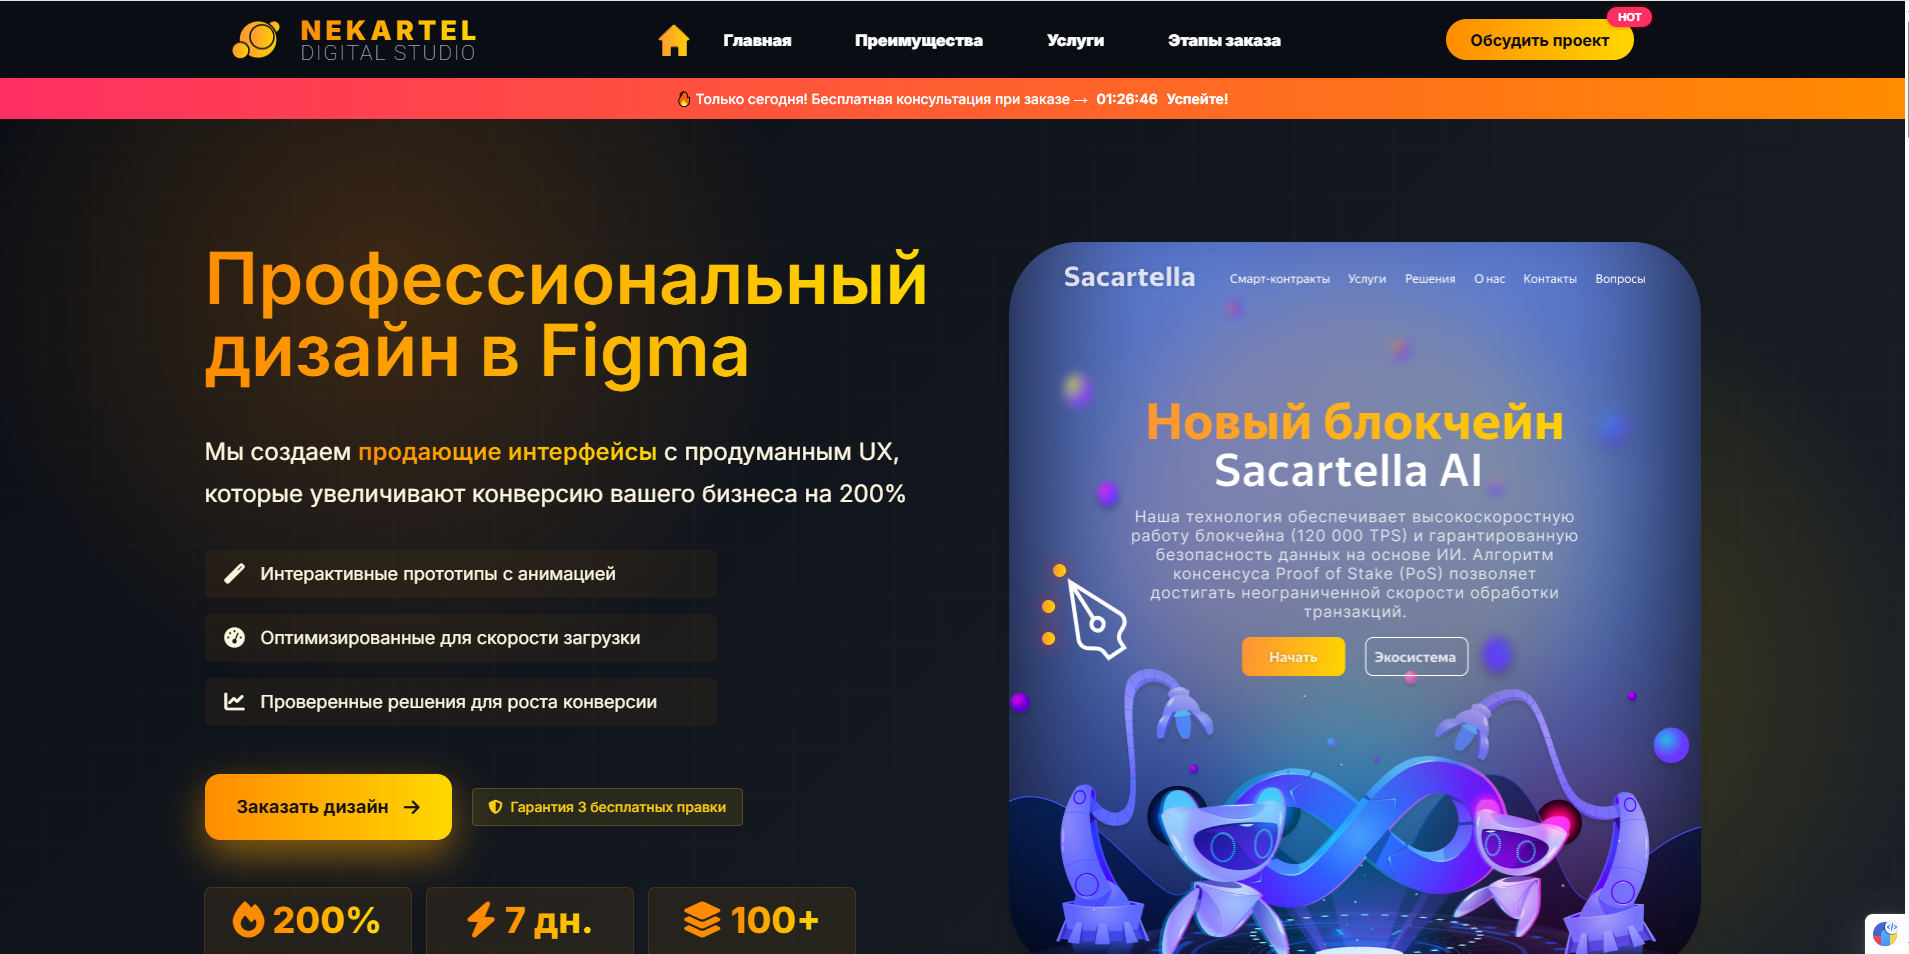 NEKARTEL
DIGITAL STUDIO
Главная
Преимущества
Услуги
Этапы заказа
Обсудить проект
HOT
Только сегодня! Бесплатная консультация при заказе → 01:26:46 Успейте!
Профессиональный
дизайн в Figma
Мы создаем продающие интерфейсы с продуманным UX,
которые увеличивают конверсию вашего бизнеса на 200%
Интерактивные прототипы с анимацией
Оптимизированные для скорости загрузки
Проверенные решения для роста конверсии
Заказать дизайн →
Гарантия 3 бесплатных правки
200%
7 дн.
100+
Sacartella
Смарт-контракты
Услуги
Решения
О нас
Контакты
Вопросы
Новый блокчейн
Sacartella AI
Наша технология обеспечивает высокоскоростную
работу блокчейна (120 000 TPS) и гарантированную
безопасность данных на основе ИИ. Алгоритм
консенсуса Proof of Stake (PoS) позволяет
достигать неограниченной скорости обработки
транзакций.
Начать
Экосистема